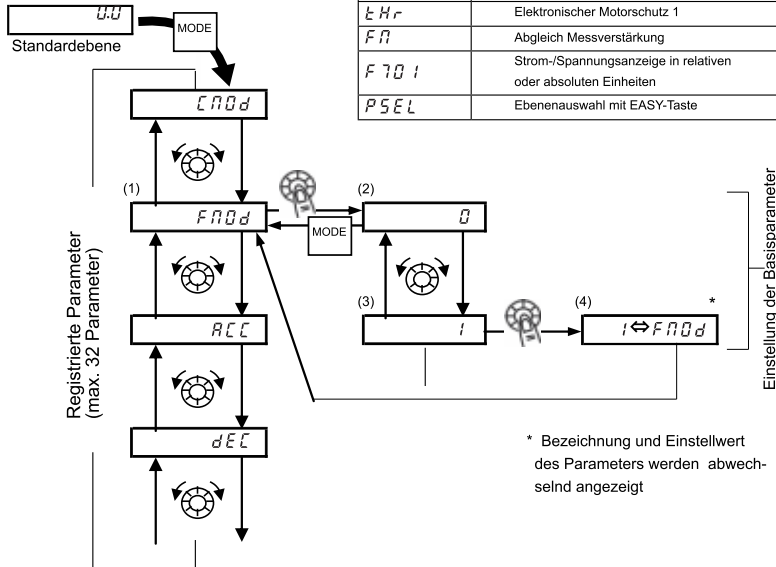 0.0
MODE
Standardebene
tHr
Elektronischer Motorschutz 1
FM
Abgleich Messverstärkung
F701
Strom-/Spannungsanzeige in relativen
oder absoluten Einheiten
PSEL
Ebenenauswahl mit EASY-Taste
CMOd
(1)
FMOd
MODE
(2)
0
(3)
1
(4)
*
1⇔FMOd
ACC
dEC
Registrierte Parameter
(max. 32 Parameter)
Einstellung der Basisparameter
* Bezeichnung und Einstellwert
des Parameters werden abwech-
selnd angezeigt